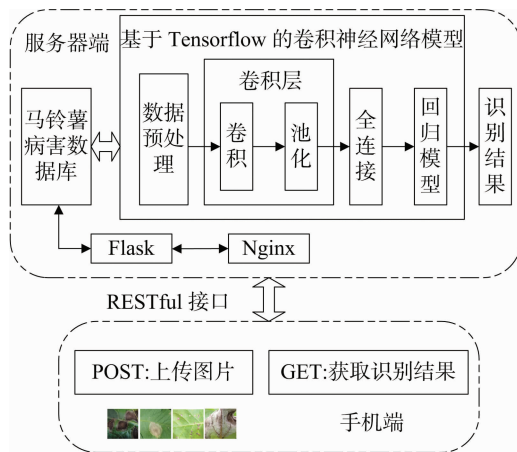 服务器端
基于 Tensorflow 的卷积神经网络模型
马铃薯
病害数
据库
数据
预处
理
卷积层
卷积
池化
全连接
回归模型
识别结果
Flask
Nginx
RESTful 接口
POST:上传图片
GET:获取识别结果
手机端